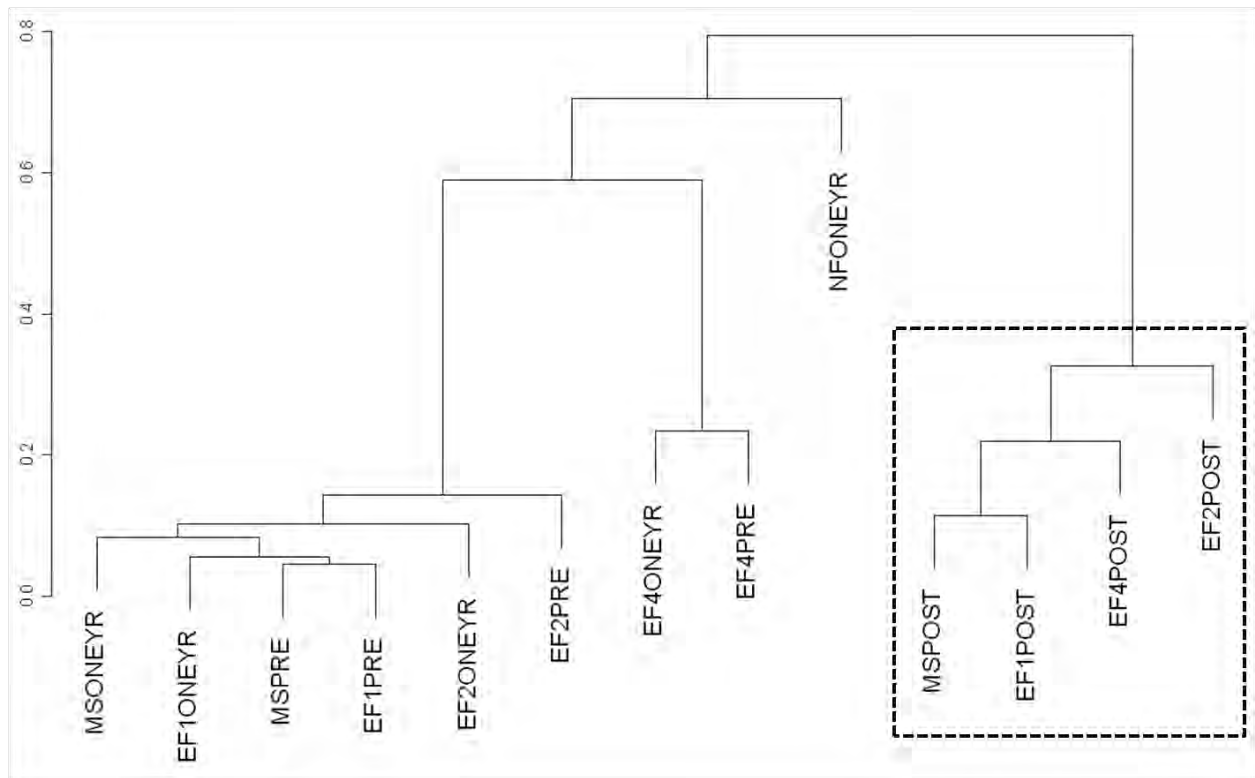 0.8
0.6
0.4
0.2
0.0
MSONEYR
EF1ONEYR
MSPRE
EF1PRE
EF2ONEYR
EF2PRE
EF4ONEYR
EF4PRE
NFONEYR
MSPOST
EF1POST
EF4POST
EF2POST